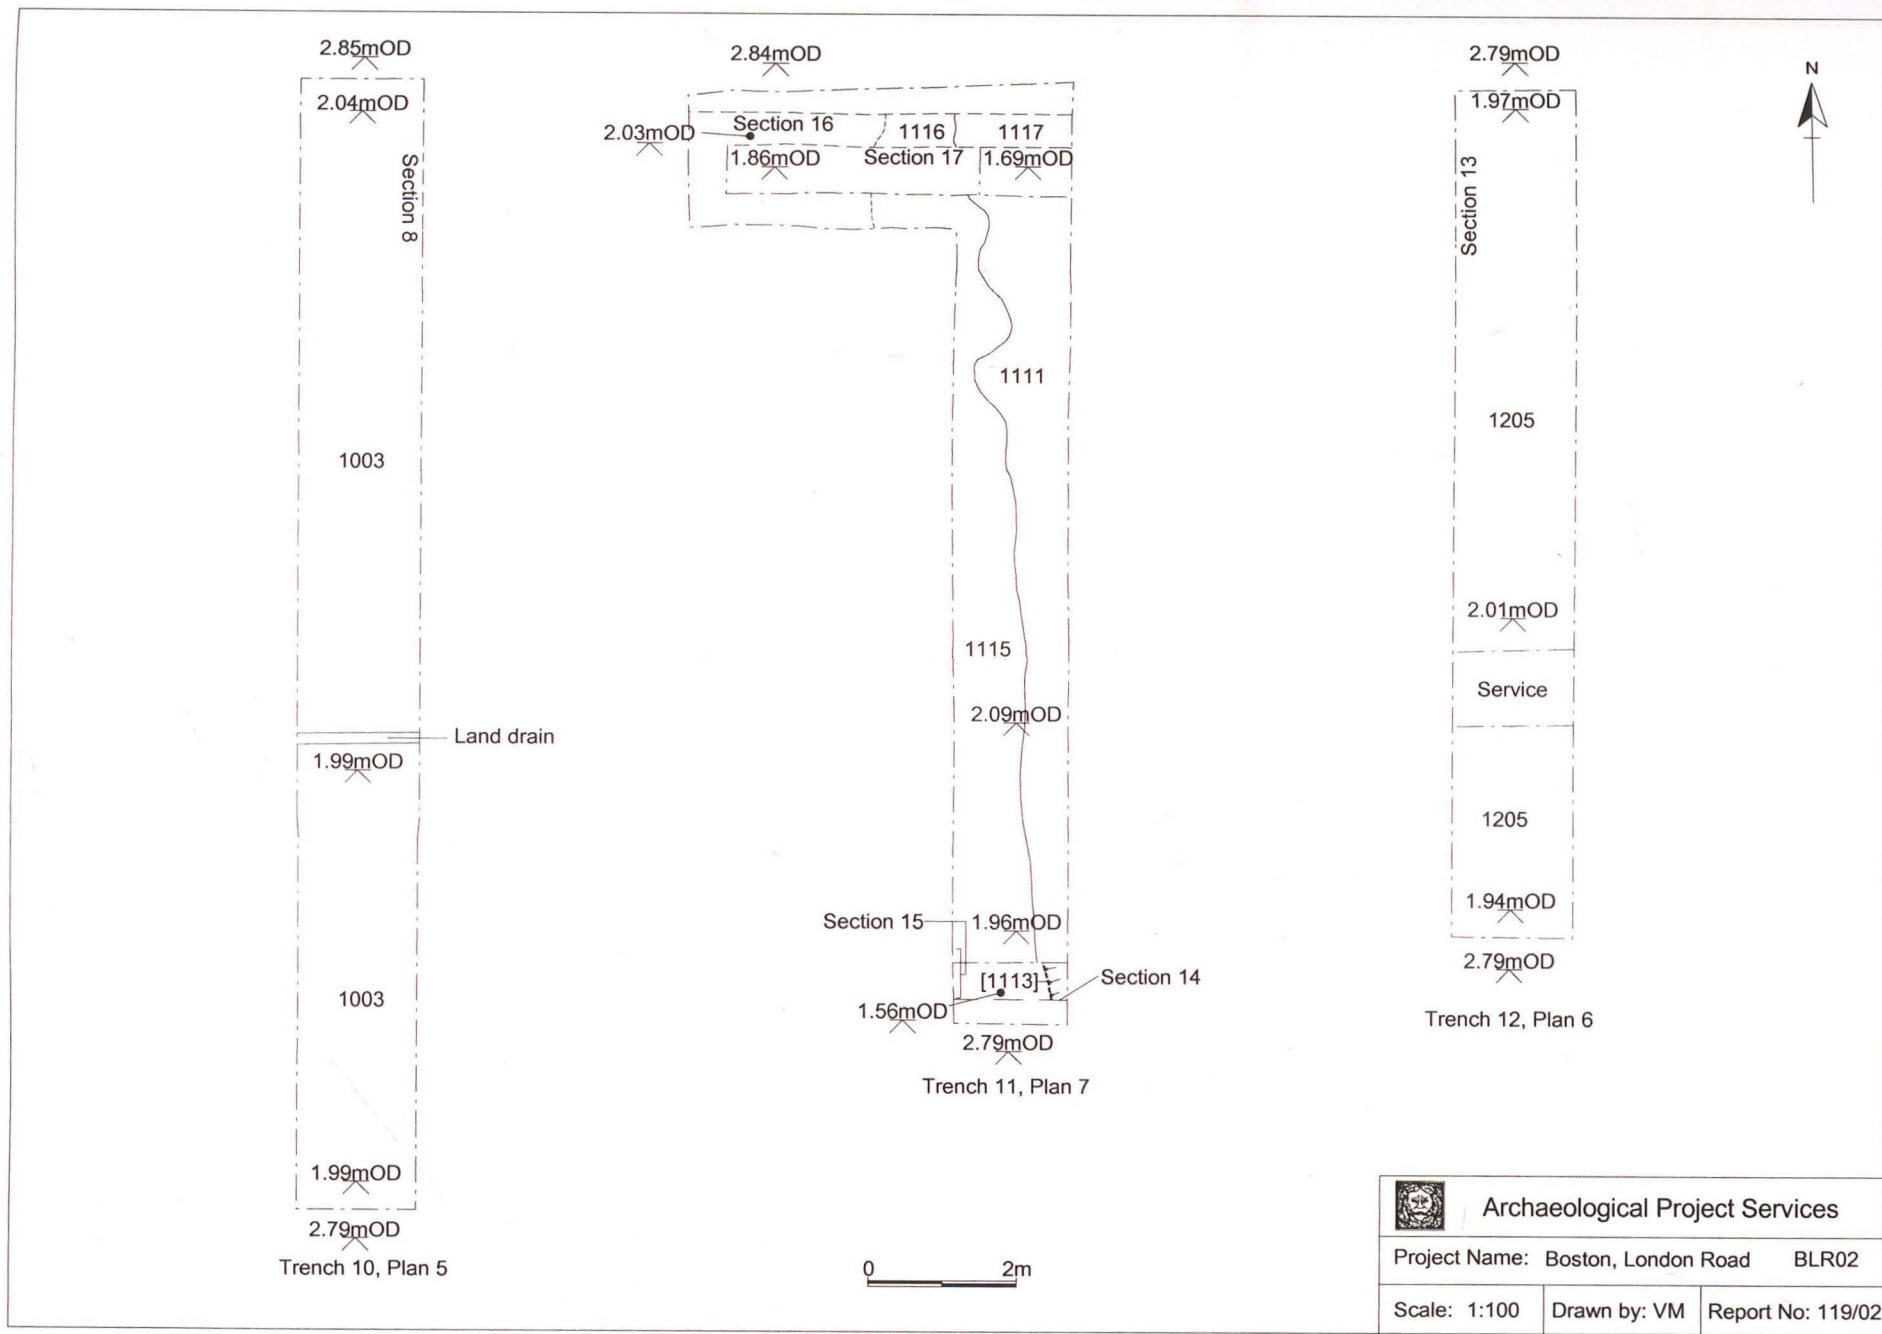 2.85mOD
2.04mOD
Section 8
1003
Land drain
1.99mOD
1003
1.99mOD
2.79mOD
Trench 10, Plan 5
2.84mOD
2.03mOD
Section 16
1116
1117
1.86mOD
Section 17
1.69mOD
1111
1115
2.09mOD
Section 15
1.96mOD
[1113]
Section 14
1.56mOD
2.79mOD
Trench 11, Plan 7
0 2m
2.79mOD
1.97mOD
Section 13
1205
2.01mOD
Service
1205
1.94mOD
2.79mOD
Trench 12, Plan 6
N
Archaeological Project Services
Project Name: Boston, London Road BLR02
Scale: 1:100 Drawn by: VM Report No: 119/02